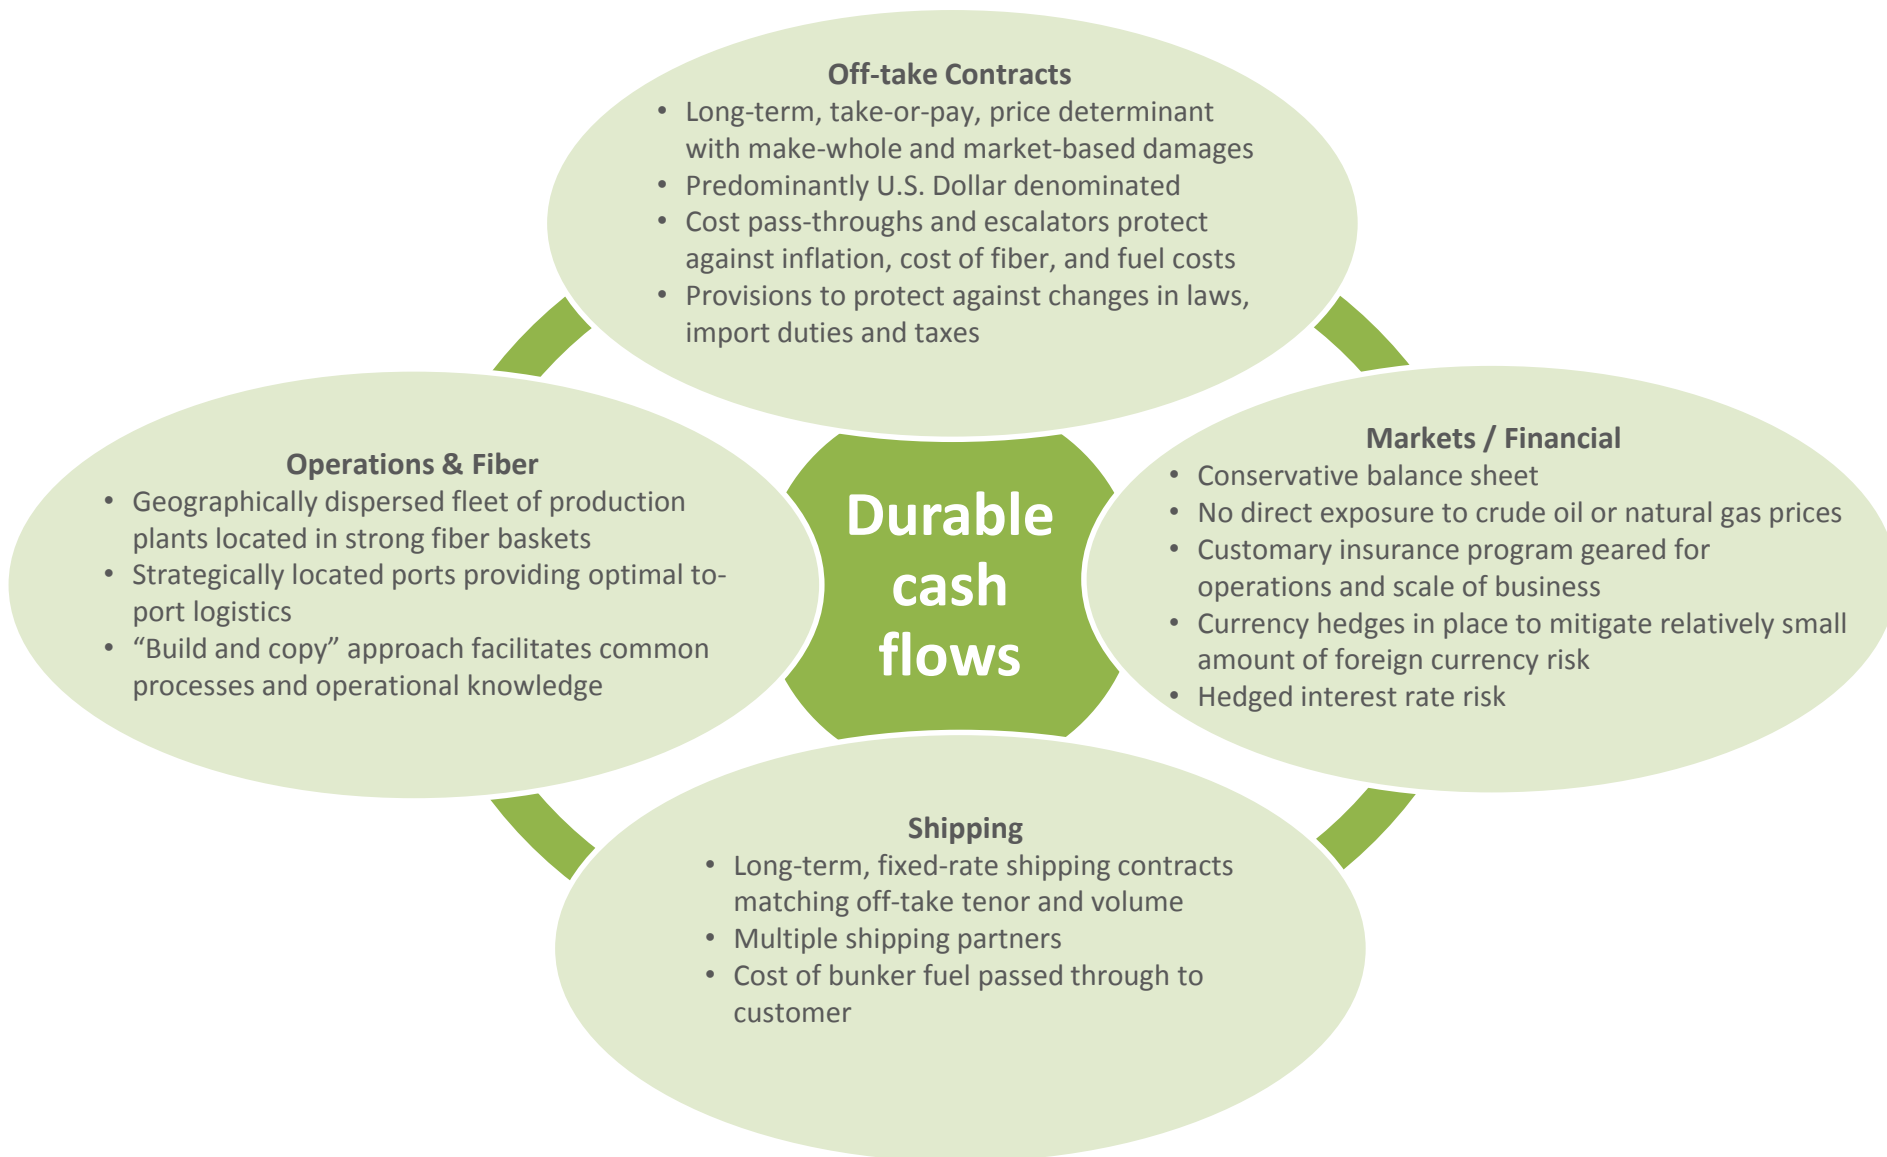 Off-take Contracts
• Long-term, take-or-pay, price determinant
with make-whole and market-based damages
• Predominantly U.S. Dollar denominated
• Cost pass-throughs and escalators protect
against inflation, cost of fiber, and fuel costs
• Provisions to protect against changes in laws,
import duties and taxes
Operations & Fiber
• Geographically dispersed fleet of production
plants located in strong fiber baskets
• Strategically located ports providing optimal to-
port logistics
• “Build and copy” approach facilitates common
processes and operational knowledge
Durable
cash
flows
Markets / Financial
• Conservative balance sheet
• No direct exposure to crude oil or natural gas prices
• Customary insurance program geared for
operations and scale of business
• Currency hedges in place to mitigate relatively small
amount of foreign currency risk
• Hedged interest rate risk
Shipping
• Long-term, fixed-rate shipping contracts
matching off-take tenor and volume
• Multiple shipping partners
• Cost of bunker fuel passed through to
customer